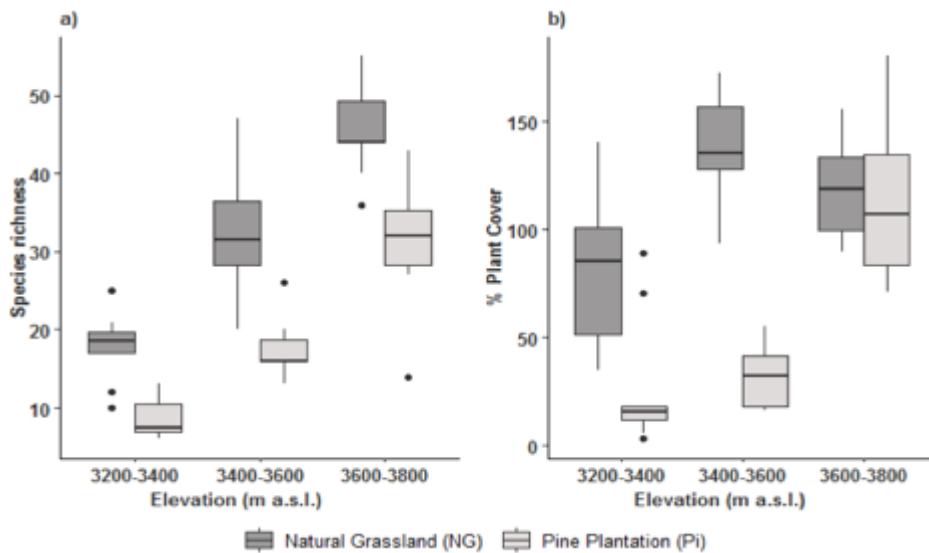 a)
Species richness
50
40
30
20
10
3200-3400
3400-3600
3600-3800
Elevation (m a.s.l.)
b)
% Plant Cover
150
100
50
0
3200-3400
3400-3600
3600-3800
Elevation (m a.s.l.)
Natural Grassland (NG)
Pine Plantation (Pi)